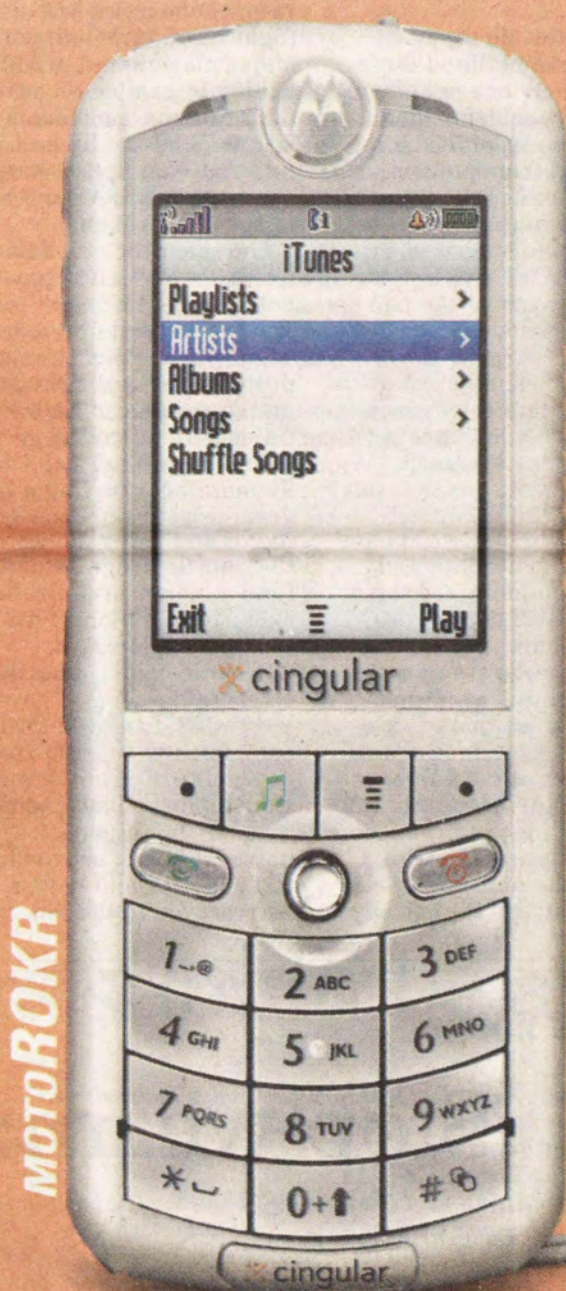 iTunes
Playlists >
Artists >
Albums >
Songs >
Shuffle Songs
Exit Play
cingular
1 .@
2 ABC
3 DEF
4 GHI
5 JKL
6 MNO
7 PQRS
8 TUV
9 WXYZ
*
0+
#
cingular
MOTOROKR